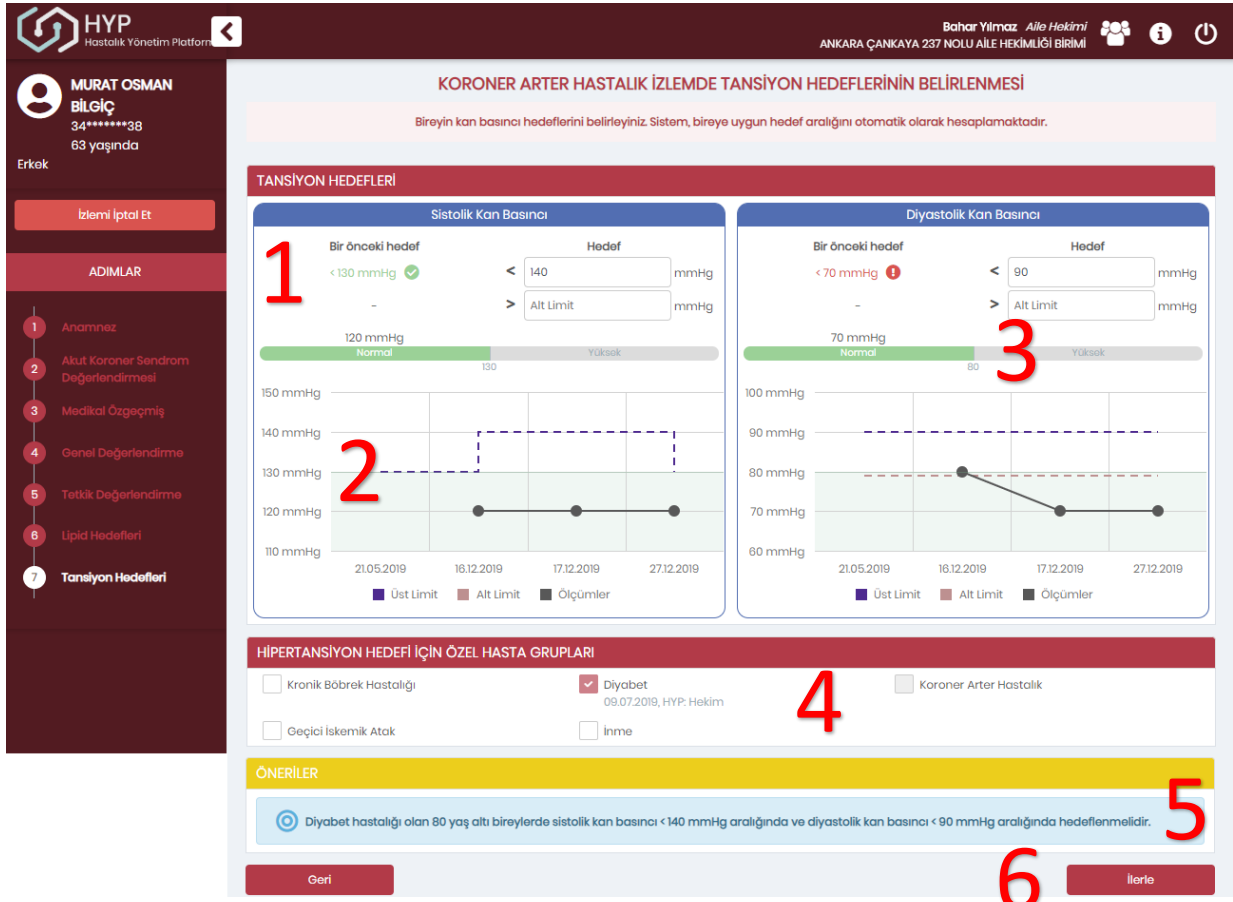 HYP
Hastalık Yönetim Platform
Bahar Yılmaz Aile Hekimi
ANKARA ÇANKAYA 237 NOLU AİLE HEKİMLİĞİ BİRİMİ
MURAT OSMAN
BİLGİÇ
34*******38
63 yaşında
Erkek
İzlemi İptal Et
ADIMLAR
1 Anamnez
2 Akut Koroner Sendrom
Değerlendirmesi
3 Medikal Özgeçmiş
4 Genel Değerlendirme
5 Tetkik Değerlendirme
6 Lipid Hedefleri
7 Tansiyon Hedefleri
KORONER ARTER HASTALIK İZLEMDE TANSİYON HEDEFLERİNİN BELİRLENMESİ
Bireyin kan basıncı hedeflerini belirleyiniz. Sistem, bireye uygun hedef aralığını otomatik olarak hesaplamaktadır.
TANSİYON HEDEFLERİ
Sistolik Kan Basıncı
1
Bir önceki hedef Hedef
<130 mmHg < 140 mmHg
- > Alt Limit mmHg
120 mmHg
Normal Yüksek
130
150 mmHg
140 mmHg
2
130 mmHg
120 mmHg
110 mmHg
21.05.2019 16.12.2019 17.12.2019 27.12.2019
Üst Limit Alt Limit Ölçümler
Diyastolik Kan Basıncı
Bir önceki hedef Hedef
<70 mmHg < 90 mmHg
- > Alt Limit mmHg
3
70 mmHg
Normal Yüksek
80
100 mmHg
90 mmHg
80 mmHg
70 mmHg
60 mmHg
21.05.2019 16.12.2019 17.12.2019 27.12.2019
Üst Limit Alt Limit Ölçümler
HİPERTANSİYON HEDEFİ İÇİN ÖZEL HASTA GRUPLARI
Kronik Böbrek Hastalığı Diyabet Koroner Arter Hastalık
09.07.2019, HYP: Hekim
4
Geçici İskemik Atak İnme
ÖNERİLER
Diyabet hastalığı olan 80 yaş altı bireylerde sistolik kan basıncı <140 mmHg aralığında ve diyastolik kan basıncı <90 mmHg aralığında hedeflenmelidir.
5
Geri 6 İlerle